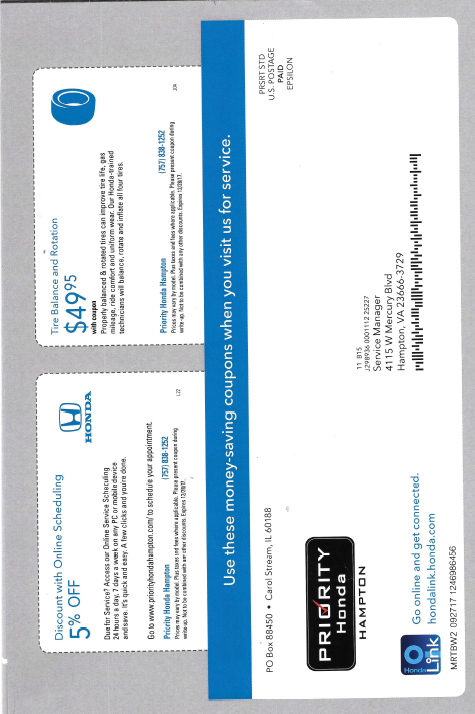 Discount with Online Scheduling
5% OFF
Due for Service? Access our Online Service Scheduling
24 hours a day, 7 days a week on any PC or mobile device
and save. It's quick and easy. A few clicks and you're done.
Go to www.priorityhondahampton.com/ to schedule your appointment.
Priority Honda Hampton (757) 838-1252
Prices may vary by model. Plus taxes and fees where applicable. Please present coupon during
write-up. Not to be combined with any other discounts. Expires 12/28/17.
HONDA
Tire Balance and Rotation
$49.95
with coupon
Properly balanced & rotated tires can improve tire life, gas
mileage, ride comfort and uniform wear. Our Honda-trained
technicians will balance, rotate and inflate all four tires.
Priority Honda Hampton (757) 838-1252
Prices may vary by model. Plus taxes and fees where applicable. Please present coupon during
write-up. Not to be combined with any other discounts. Expires 12/28/17.
Use these money-saving coupons when you visit us for service.
PO Box 88450 • Carol Stream, IL 60188
PRSRT STD
U.S. POSTAGE
PAID
EPSILON
PRIORITY
Honda
HAMPTON
11 B15
J298936 0001112 25227
Service Manager
4115 W Mercury Blvd
Hampton, VA 23666-3729
Honda
Link
Go online and get connected.
hondalink.honda.com
MRTBW2 092717 1246986456